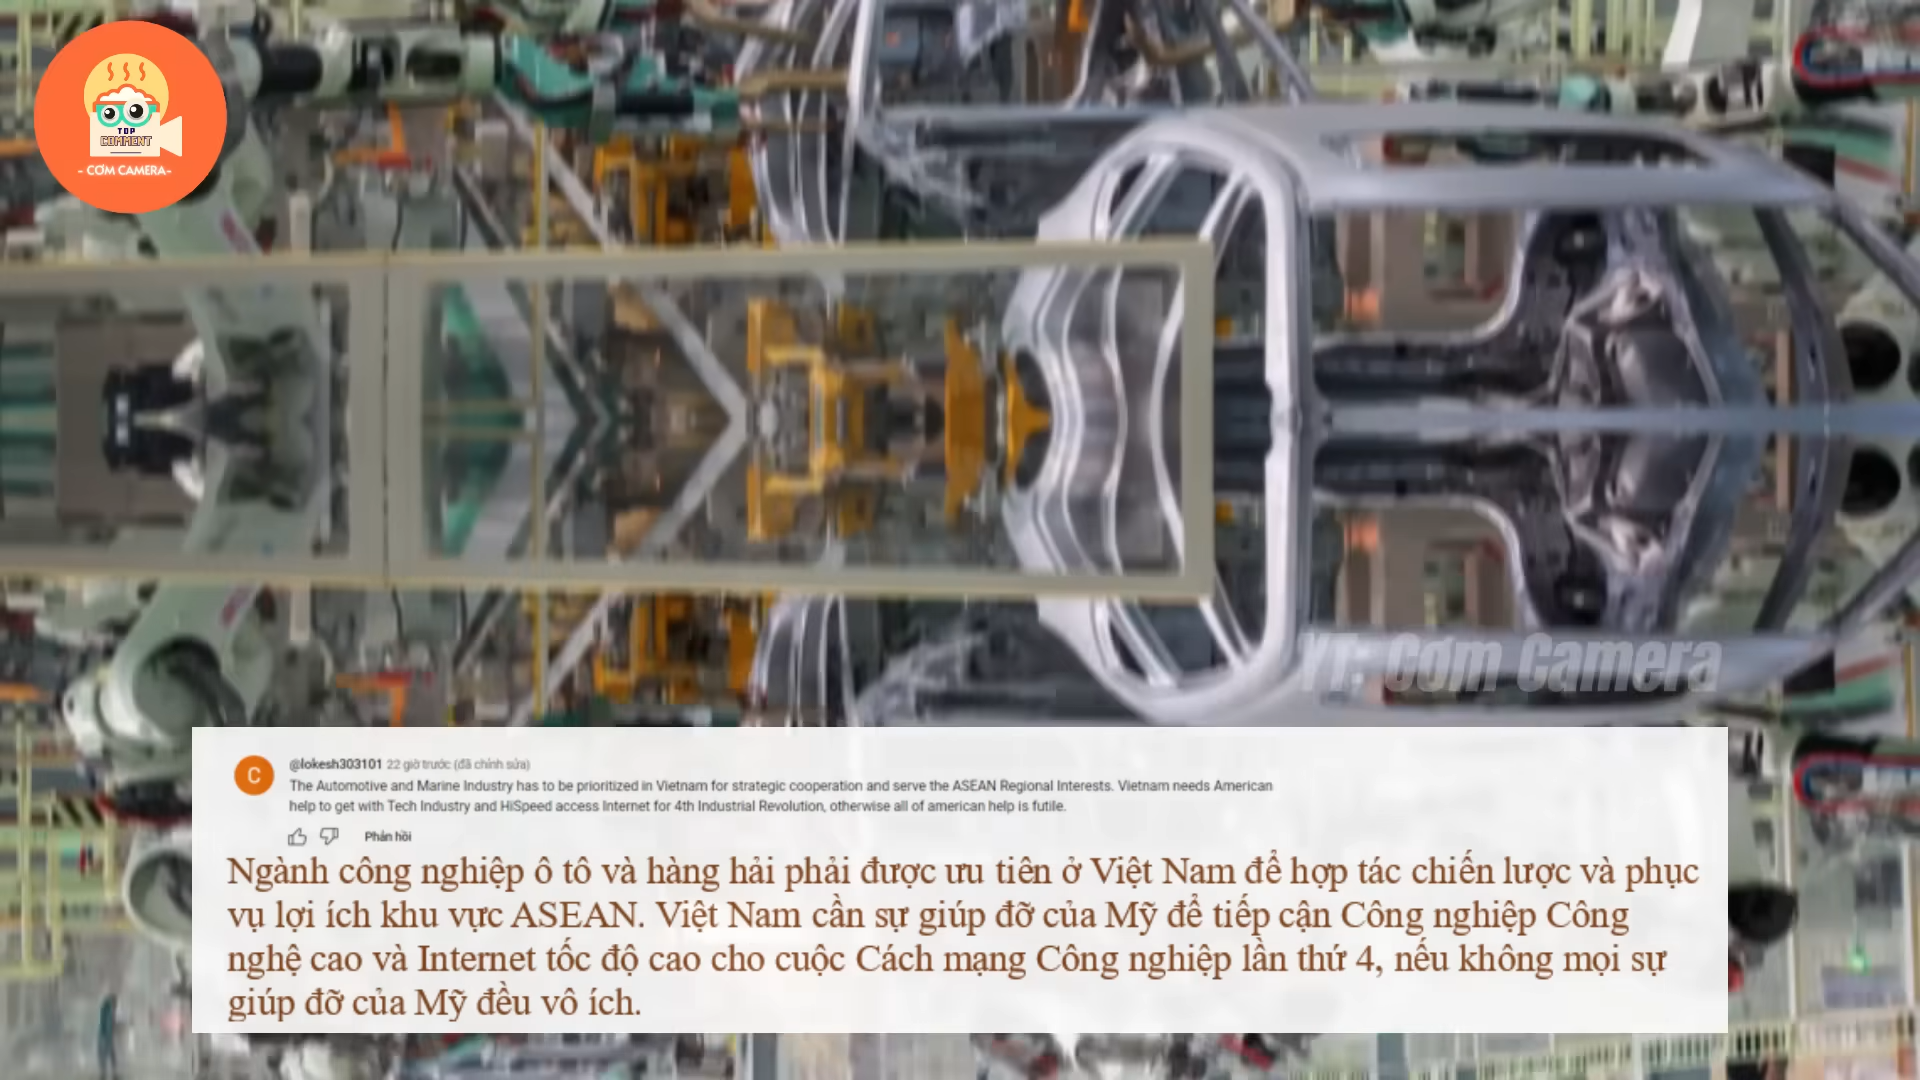 TOP
COMMENT
- CƠM CAMERA-
YT: Cơm Camera
C
@lokesh303101 22 giờ trước (đã chỉnh sửa)
The Automotive and Marine Industry has to be prioritized in Vietnam for strategic cooperation and serve the ASEAN Regional Interests. Vietnam needs American
help to get with Tech Industry and HiSpeed access Internet for 4th Industrial Revolution, otherwise all of american help is futile.
Phản hồi
Ngành công nghiệp ô tô và hàng hải phải được ưu tiên ở Việt Nam để hợp tác chiến lược và phục
vụ lợi ích khu vực ASEAN. Việt Nam cần sự giúp đỡ của Mỹ để tiếp cận Công nghiệp Công
nghệ cao và Internet tốc độ cao cho cuộc Cách mạng Công nghiệp lần thứ 4, nếu không mọi sự
giúp đỡ của Mỹ đều vô ích.